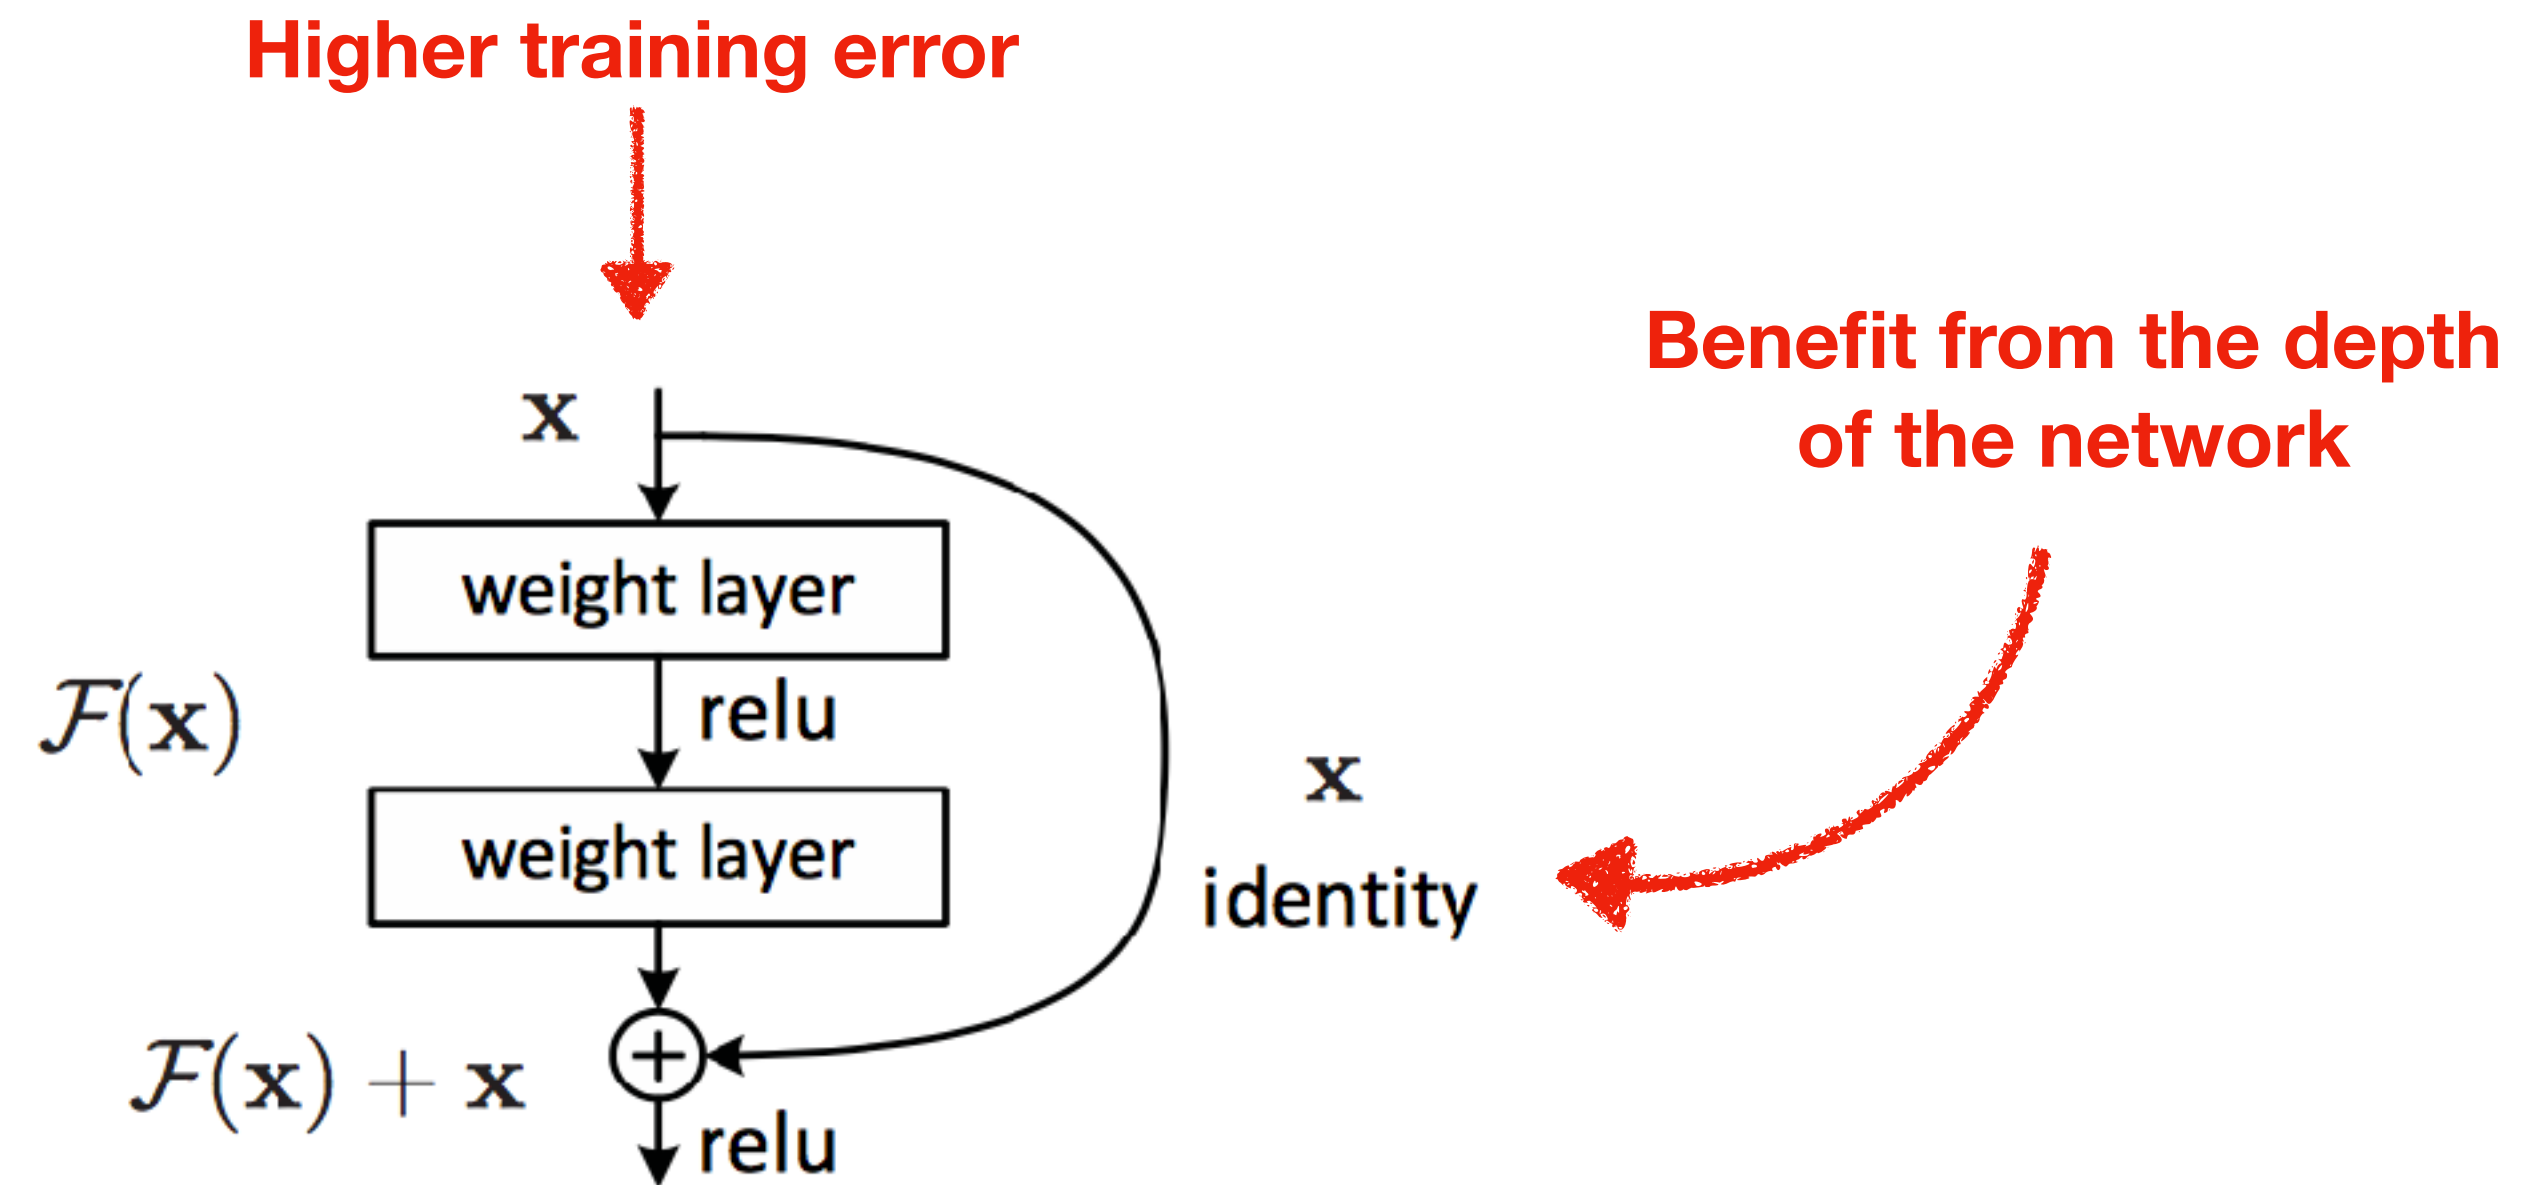 Higher training error
Benefit from the depth
of the network
x
weight layer
F(x)
relu
x
weight layer
identity
F(x) + x
relu